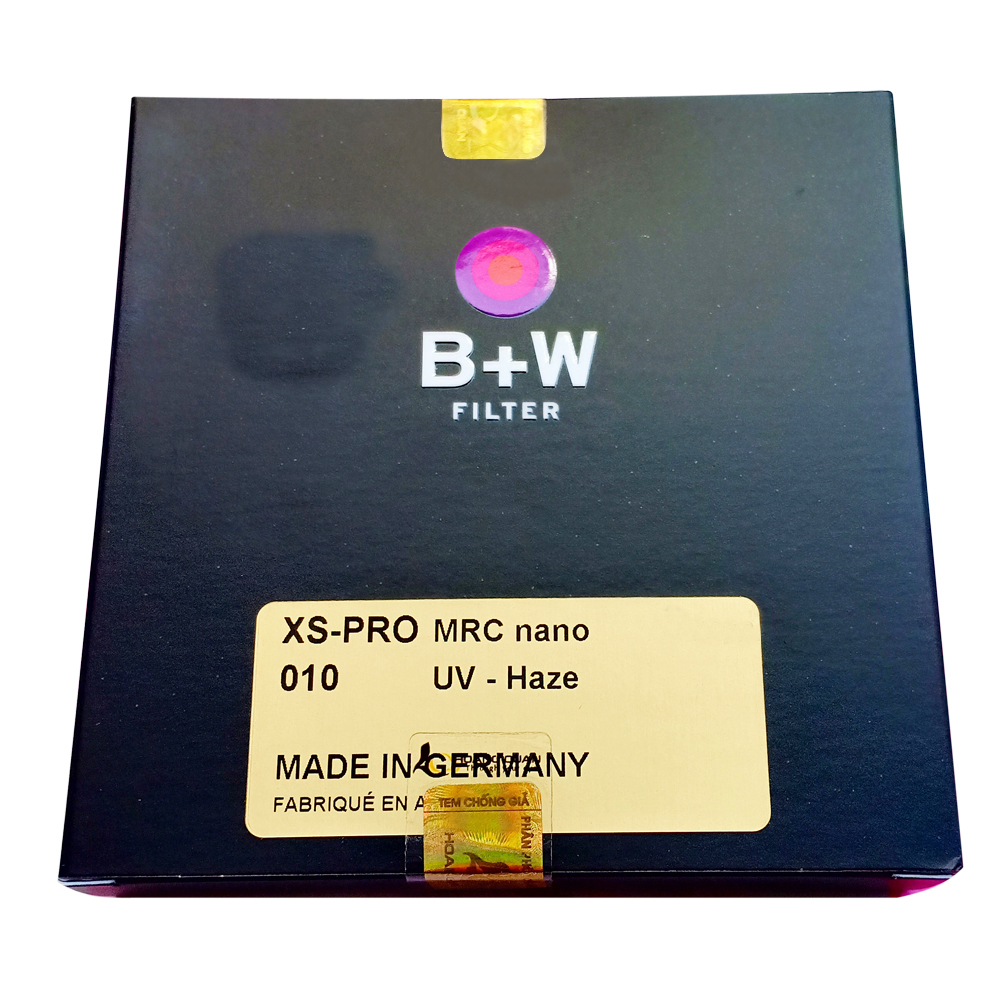 B+W
FILTER
XS-PRO MRC nano
010 UV - Haze
MADE IN GERMANY
FABRIQUÉ EN
TEM CHỐNG GIẢ